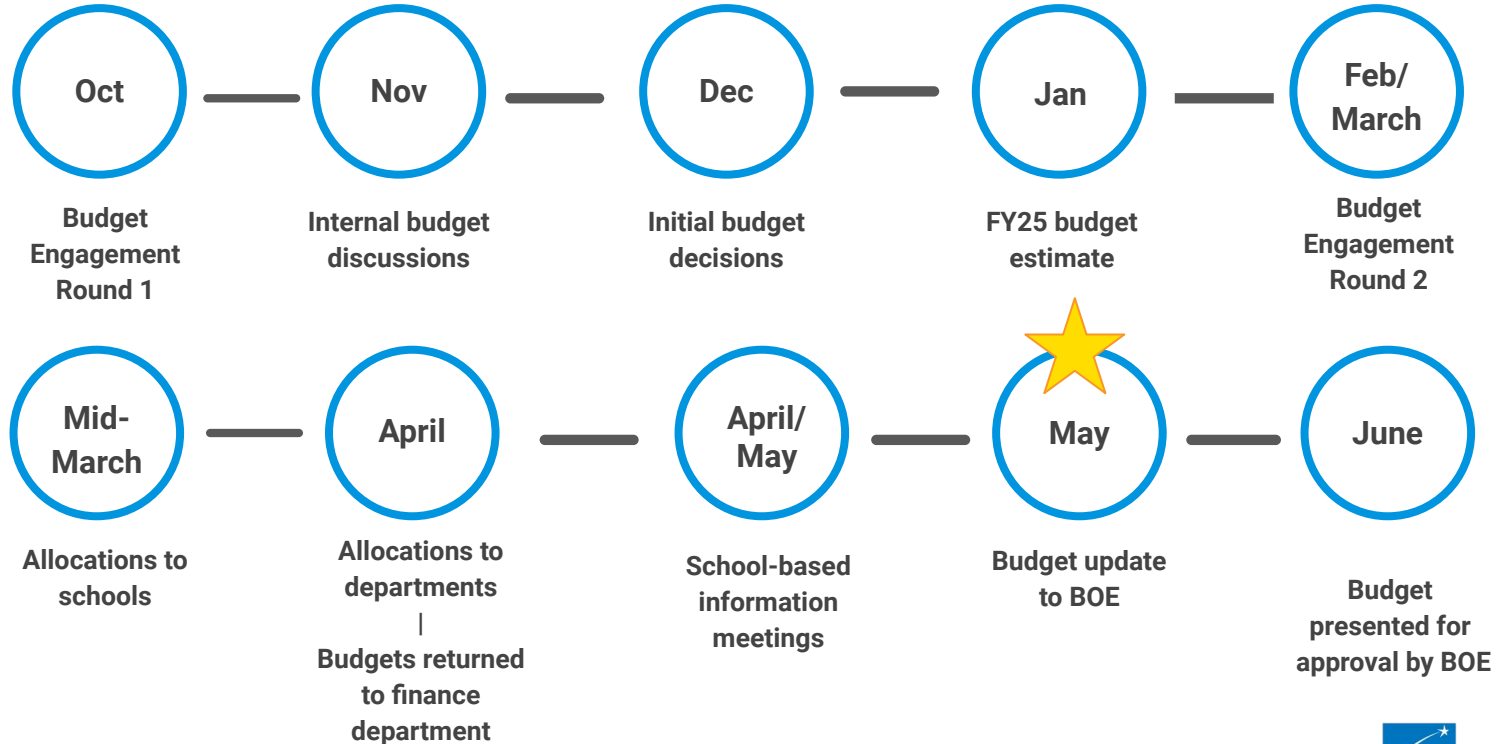 Oct
Nov
Dec
Jan
Feb/
March
Budget
Engagement
Round 1
Internal budget
discussions
Initial budget
decisions
FY25 budget
estimate
Budget
Engagement
Round 2
Mid-
March
April
April/
May
May
June
Allocations to
schools
Allocations to
departments
|
Budgets returned
to finance
department
School-based
information
meetings
Budget update
to BOE
Budget
presented for
approval by BOE